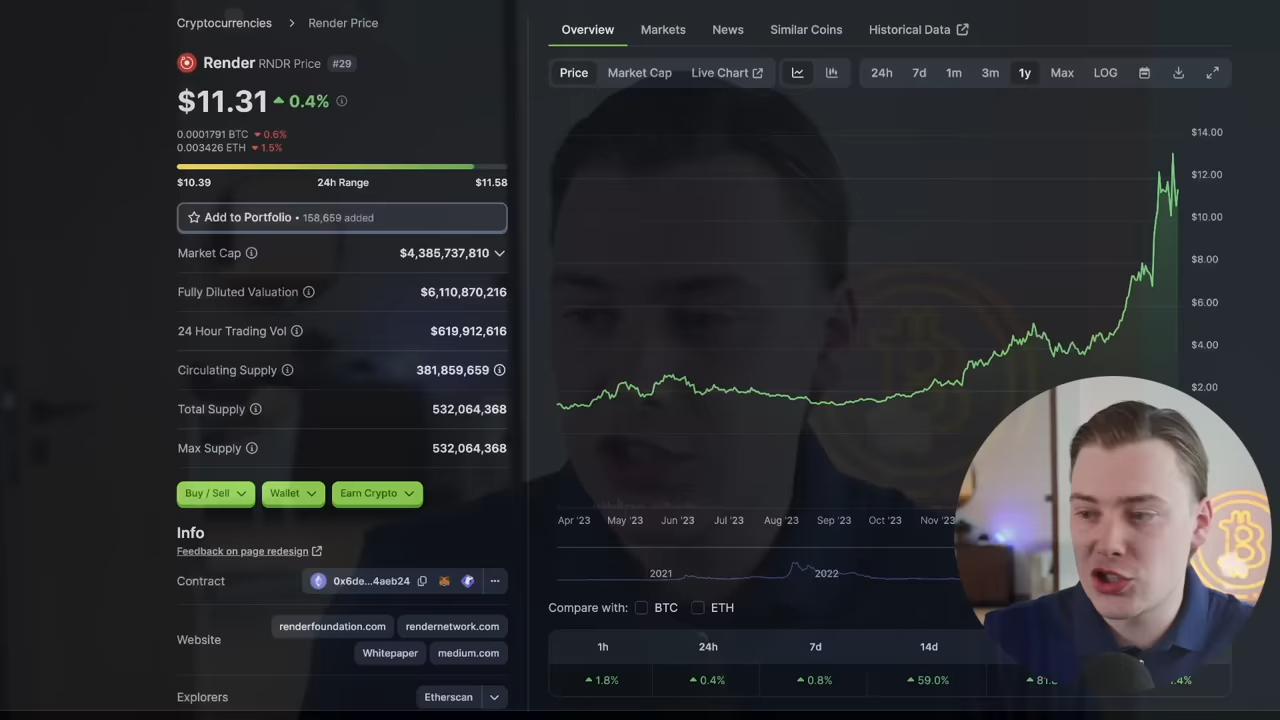 Cryptocurrencies > Render Price
Render RNDR Price #29
$11.31 0.4%
0.0001791 BTC 0.6%
0.003426 ETH 1.5%
$10.39 24h Range $11.58
Add to Portfolio • 158,659 added
Market Cap $4,385,737,810
Fully Diluted Valuation $6,110,870,216
24 Hour Trading Vol $619,912,616
Circulating Supply 381,859,659
Total Supply 532,064,368
Max Supply 532,064,368
Buy / Sell Wallet Earn Crypto
Info
Feedback on page redesign
Contract 0x6de...4aeb24 ...
Website renderfoundation.com rendernetwork.com
Whitepaper medium.com
Explorers Etherscan
Overview Markets News Similar Coins Historical Data
Price Market Cap Live Chart 24h 7d 1m 3m 1y Max LOG
$14.00
$12.00
$10.00
$8.00
$6.00
$4.00
$2.00
Apr '23 May '23 Jun '23 Jul '23 Aug '23 Sep '23 Oct '23 Nov '23
2021 2022
Compare with: BTC ETH
1h 24h 7d 14d
1.8% 0.4% 0.8% 59.0%